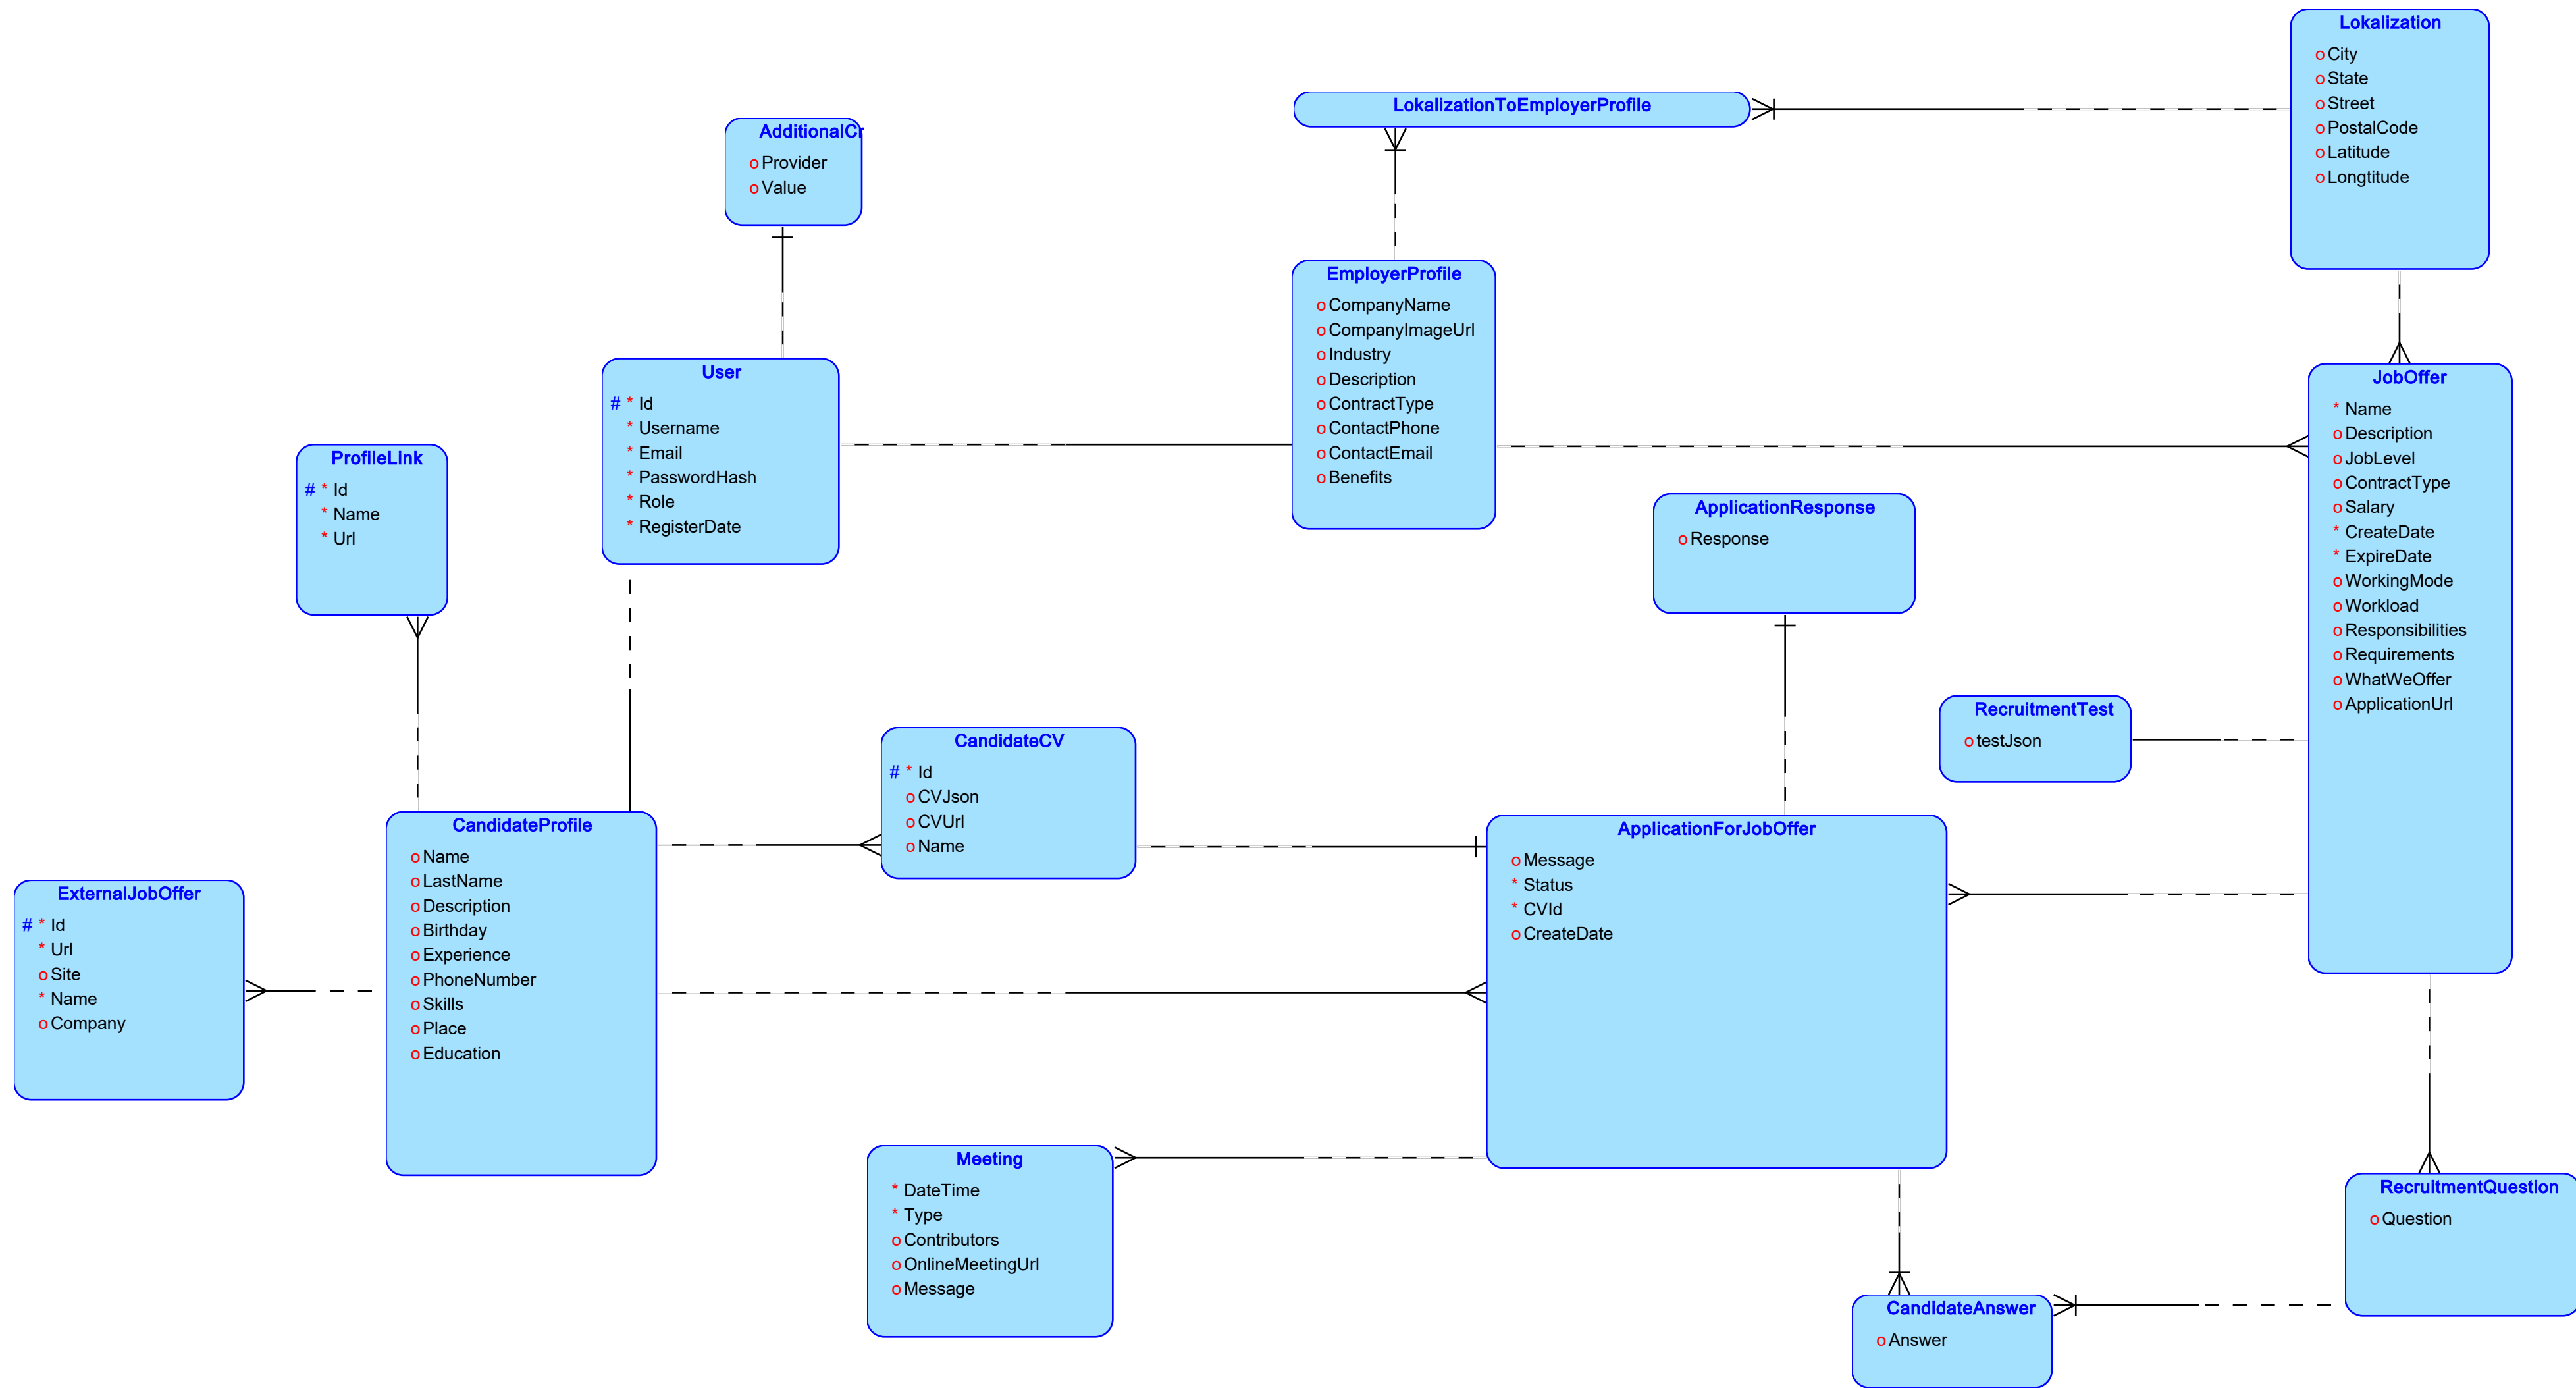 Lokalization
o City
o State
o Street
o PostalCode
o Latitude
o Longtitude
LokalizationToEmployerProfile
AdditionalCr
o Provider
o Value
EmployerProfile
o CompanyName
o CompanyImageUrl
o Industry
o Description
o ContractType
o ContactPhone
o ContactEmail
o Benefits
User
# * Id
* Username
* Email
* PasswordHash
* Role
* RegisterDate
JobOffer
* Name
o Description
o JobLevel
o ContractType
o Salary
* CreateDate
* ExpireDate
o WorkingMode
o Workload
o Responsibilities
o Requirements
o WhatWeOffer
o ApplicationUrl
ProfileLink
# * Id
* Name
* Url
ApplicationResponse
o Response
RecruitmentTest
o testJson
CandidateCV
# * Id
o CVJson
o CVUrl
o Name
CandidateProfile
o Name
o LastName
o Description
o Birthday
o Experience
o PhoneNumber
o Skills
o Place
o Education
ApplicationForJobOffer
o Message
* Status
* CVId
o CreateDate
ExternalJobOffer
# * Id
* Url
o Site
* Name
o Company
Meeting
* DateTime
* Type
o Contributors
o OnlineMeetingUrl
o Message
RecruitmentQuestion
o Question
CandidateAnswer
o Answer